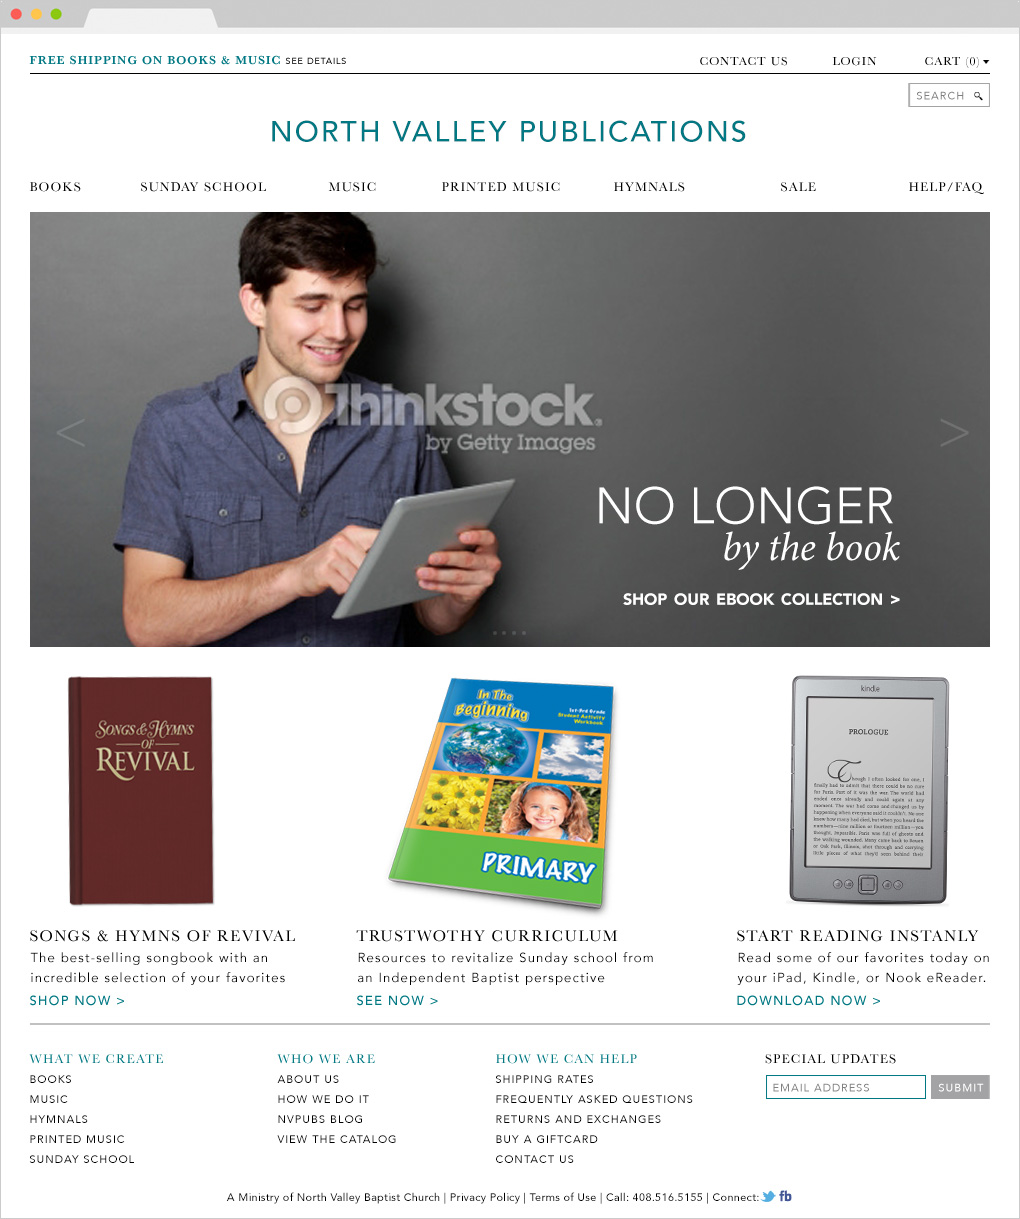 FREE SHIPPING ON BOOKS & MUSIC SEE DETAILS
CONTACT US LOGIN CART (0)
SEARCH
NORTH VALLEY PUBLICATIONS
BOOKS SUNDAY SCHOOL MUSIC PRINTED MUSIC HYMNALS SALE HELP/FAQ
Thinkstock.
by Getty Images
NO LONGER
by the book
SHOP OUR EBOOK COLLECTION >
SONGS & HYMNS
OF
REVIVAL
In The
Beginning
1st-3rd Grade
Student Activity
Workbook
PRIMARY
kindle
PROLOGUE
Though I often looked for one, I
finally had to admit that there could be no cure
for Paris. Part of it was the war. The world had
ended once already and could again at any
moment. The war had come and changed us by
happening when everyone said it couldn't. No one
knew how many had died, but when you heard the
numbers—nine million or fourteen million—you
thought, Impossible. Paris was full of ghosts and
the walking wounded. Many came back to Rouen
or Oak Park, Illinois, shot through and carrying
little pieces of what they'd seen behind their
SONGS & HYMNS OF REVIVAL
The best-selling songbook with an
incredible selection of your favorites
SHOP NOW >
TRUSTWOTHY CURRICULUM
Resources to revitalize Sunday school from
an Independent Baptist perspective
SEE NOW >
START READING INSTANLY
Read some of our favorites today on
your iPad, Kindle, or Nook eReader.
DOWNLOAD NOW >
WHAT WE CREATE
BOOKS
MUSIC
HYMNALS
PRINTED MUSIC
SUNDAY SCHOOL
WHO WE ARE
ABOUT US
HOW WE DO IT
NVPUBS BLOG
VIEW THE CATALOG
HOW WE CAN HELP
SHIPPING RATES
FREQUENTLY ASKED QUESTIONS
RETURNS AND EXCHANGES
BUY A GIFTCARD
CONTACT US
SPECIAL UPDATES
EMAIL ADDRESS SUBMIT
A Ministry of North Valley Baptist Church | Privacy Policy | Terms of Use | Call: 408.516.5155 | Connect: fb